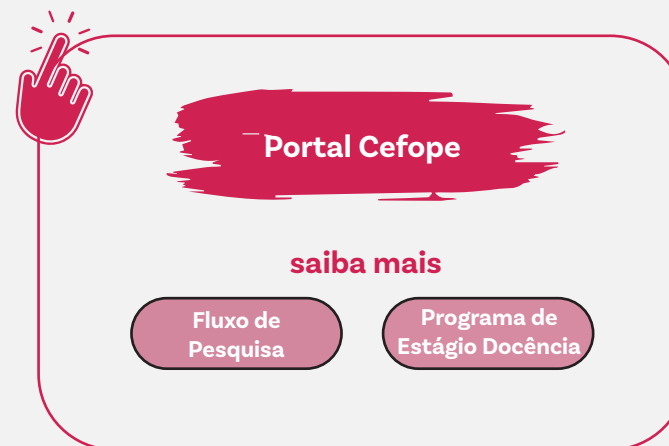 Portal Cefope
saiba mais
Fluxo de
Pesquisa
Programa de
Estágio Docência